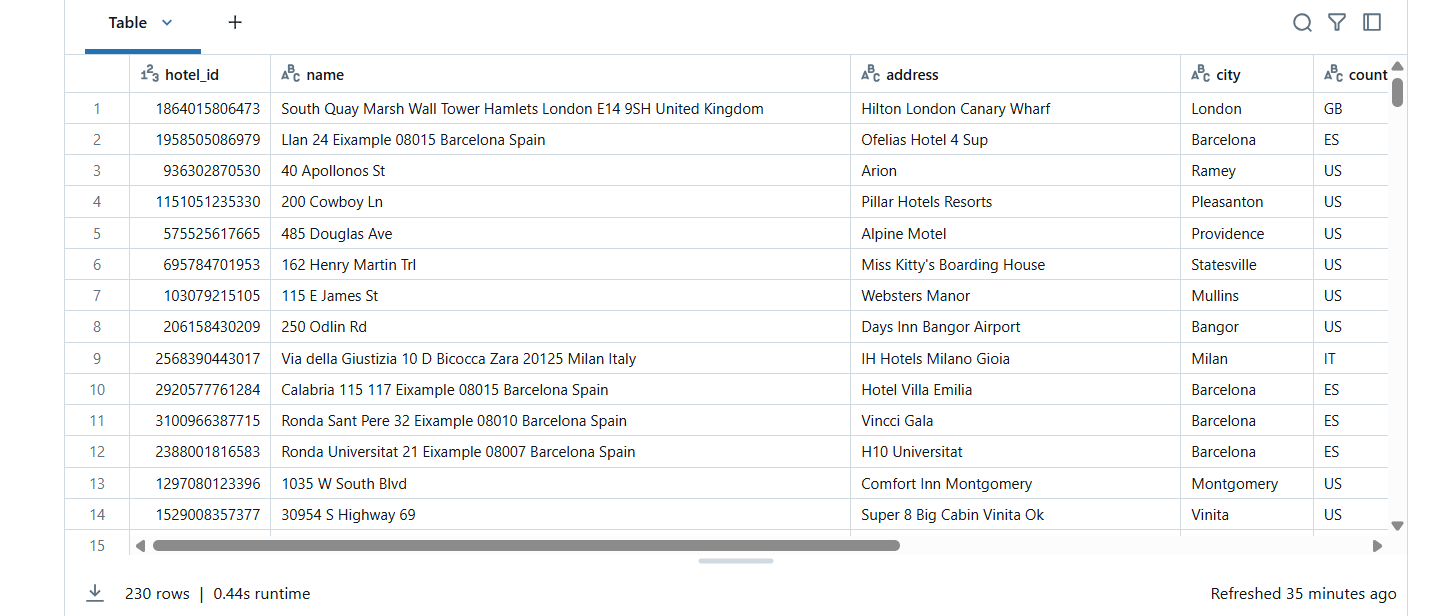 Table +
123 hotel_id ABC name ABC address ABC city ABC count
1 1864015806473 South Quay Marsh Wall Tower Hamlets London E14 9SH United Kingdom Hilton London Canary Wharf London GB
2 1958505086979 Llan 24 Eixample 08015 Barcelona Spain Ofelias Hotel 4 Sup Barcelona ES
3 936302870530 40 Apollonos St Arion Ramey US
4 1151051235330 200 Cowboy Ln Pillar Hotels Resorts Pleasanton US
5 575525617665 485 Douglas Ave Alpine Motel Providence US
6 695784701953 162 Henry Martin Trl Miss Kitty's Boarding House Statesville US
7 103079215105 115 E James St Websters Manor Mullins US
8 206158430209 250 Odlin Rd Days Inn Bangor Airport Bangor US
9 2568390443017 Via della Giustizia 10 D Bicocca Zara 20125 Milan Italy IH Hotels Milano Gioia Milan IT
10 2920577761284 Calabria 115 117 Eixample 08015 Barcelona Spain Hotel Villa Emilia Barcelona ES
11 3100966387715 Ronda Sant Pere 32 Eixample 08010 Barcelona Spain Vincci Gala Barcelona ES
12 2388001816583 Ronda Universitat 21 Eixample 08007 Barcelona Spain H10 Universitat Barcelona ES
13 1297080123396 1035 W South Blvd Comfort Inn Montgomery Montgomery US
14 1529008357377 30954 S Highway 69 Super 8 Big Cabin Vinita Ok Vinita US
15
230 rows | 0.44s runtime Refreshed 35 minutes ago